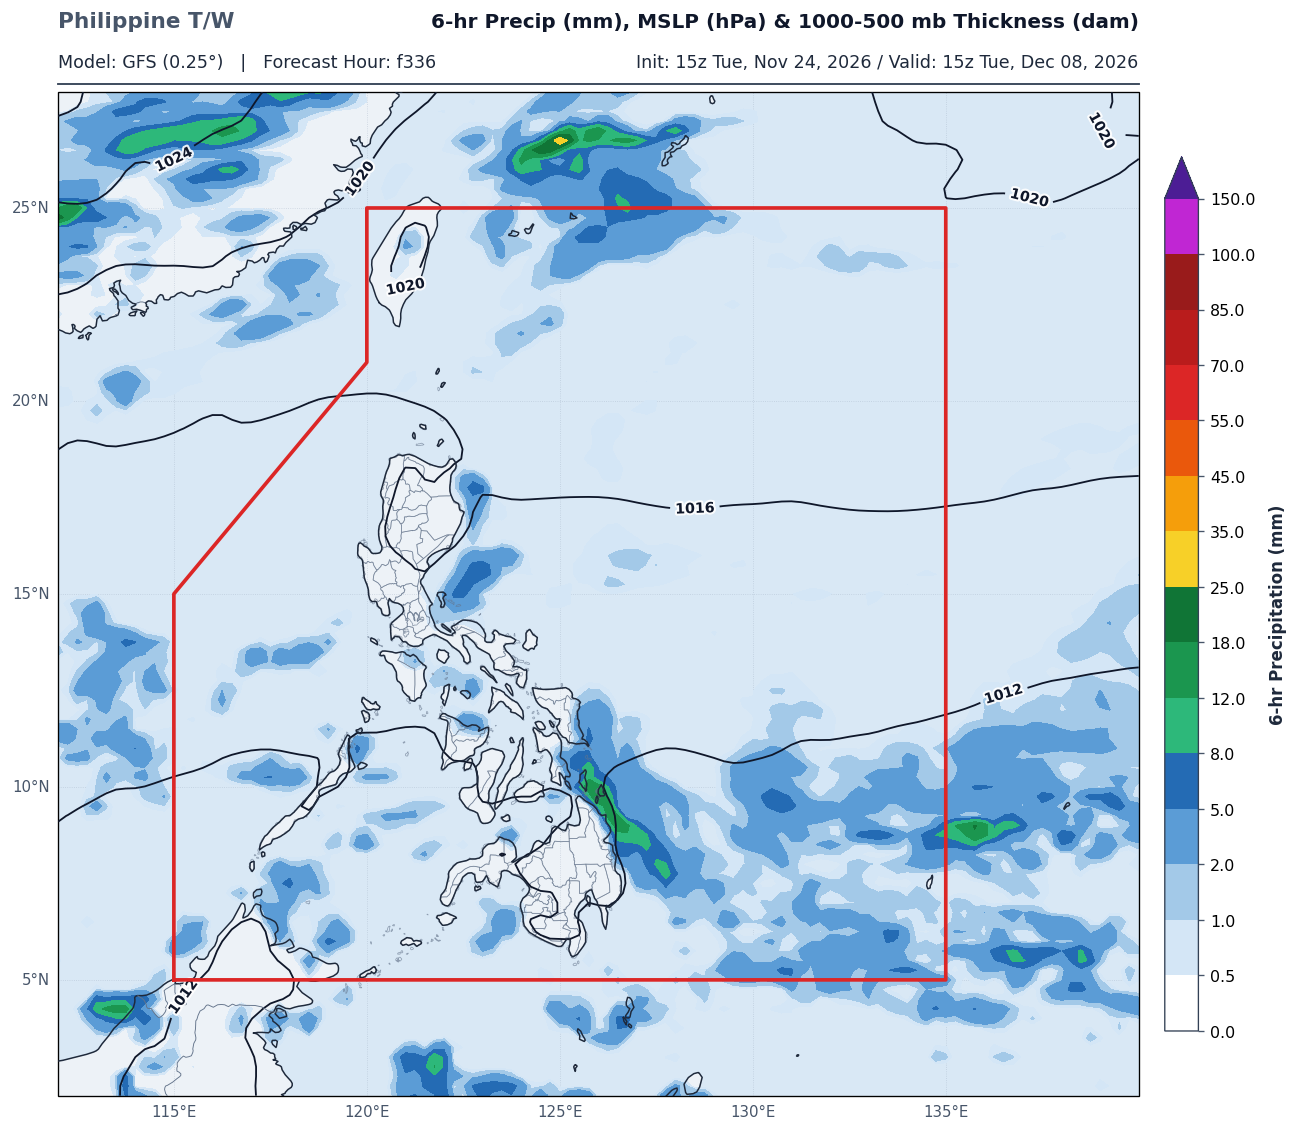 Philippine T/W
6-hr Precip (mm), MSLP (hPa) & 1000-500 mb Thickness (dam)
Model: GFS (0.25°) | Forecast Hour: f336
Init: 15z Tue, Nov 24, 2026 / Valid: 15z Tue, Dec 08, 2026
1024
1020
1020
1020
1020
1016
1012
1012
25°N
20°N
15°N
10°N
5°N
115°E
120°E
125°E
130°E
135°E
150.0
100.0
85.0
70.0
55.0
45.0
35.0
25.0
18.0
12.0
8.0
5.0
2.0
1.0
0.5
0.0
6-hr Precipitation (mm)